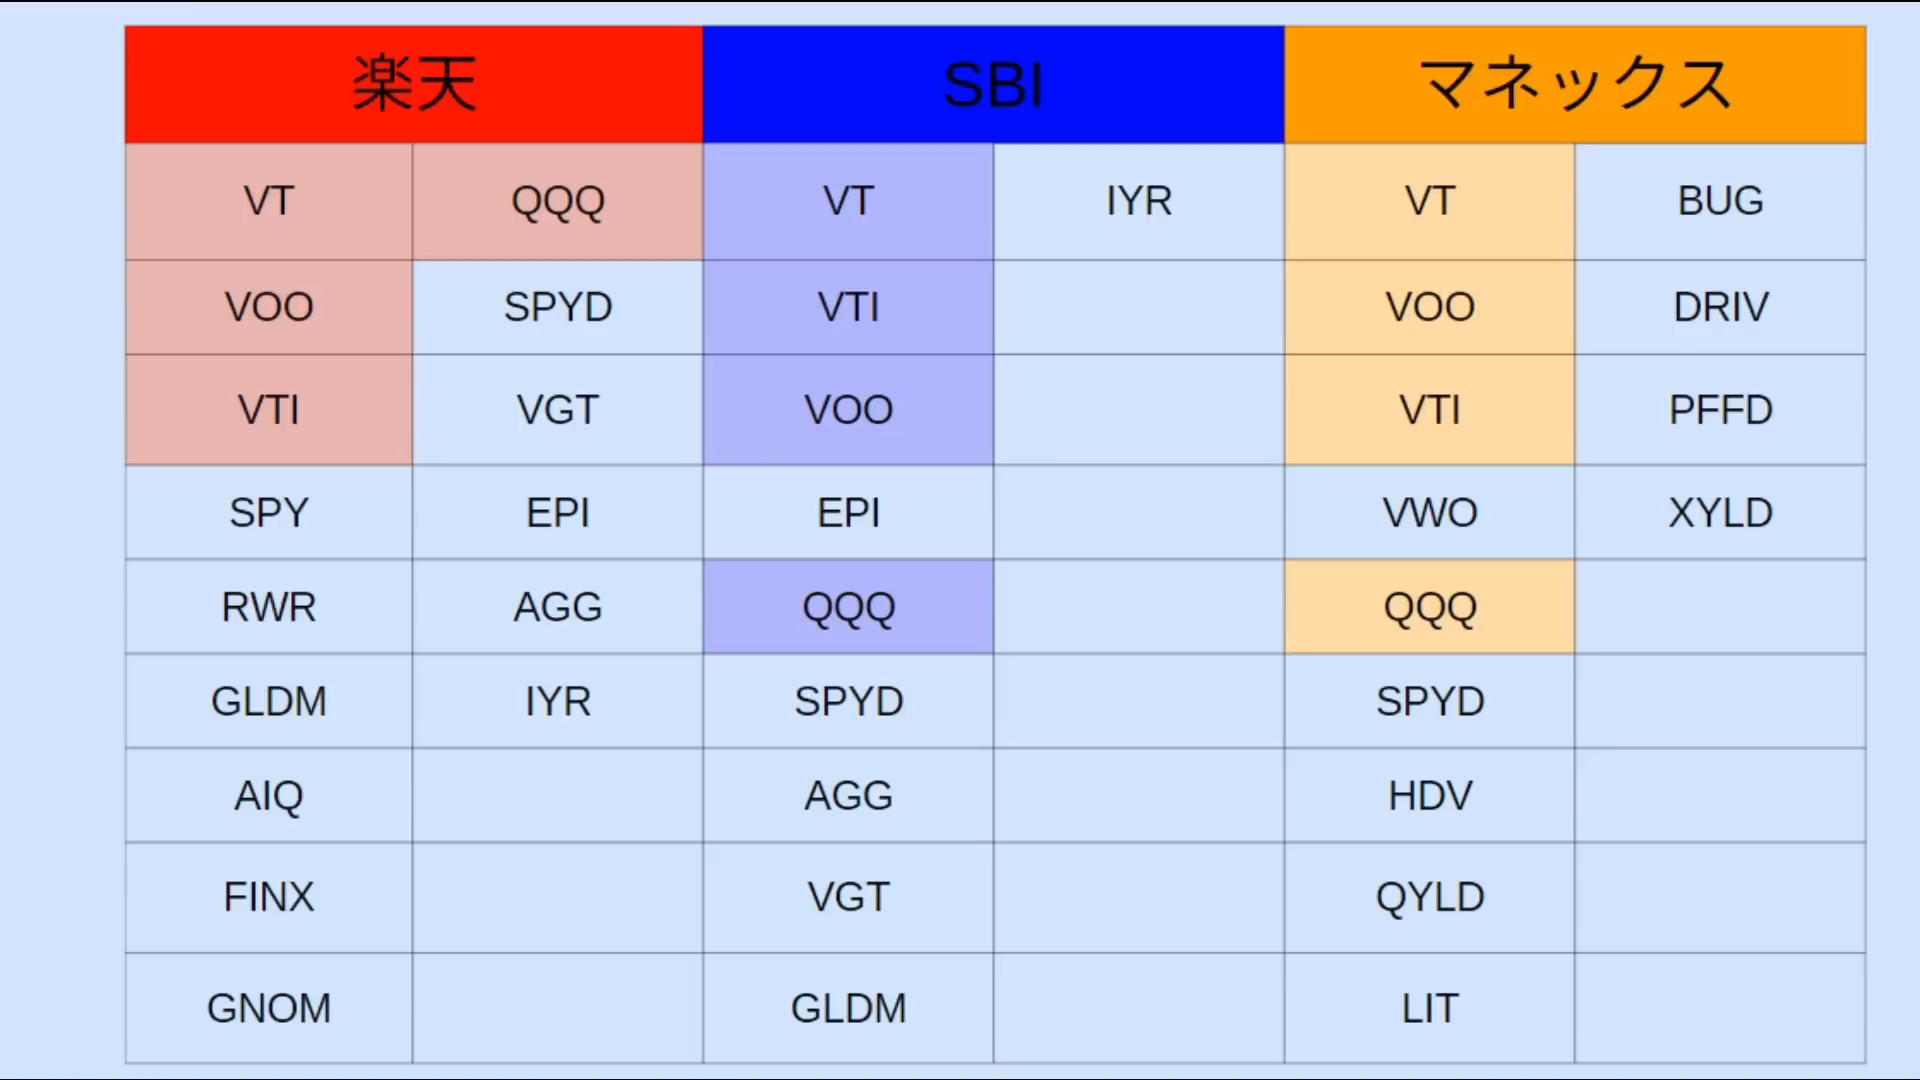 楽天 SBI マネックス
VT QQQ VT IYR VT BUG
VOO SPYD VTI VOO DRIV
VTI VGT VOO VTI PFFD
SPY EPI EPI VWO XYLD
RWR AGG QQQ QQQ
GLDM IYR SPYD SPYD
AIQ AGG HDV
FINX VGT QYLD
GNOM GLDM LIT